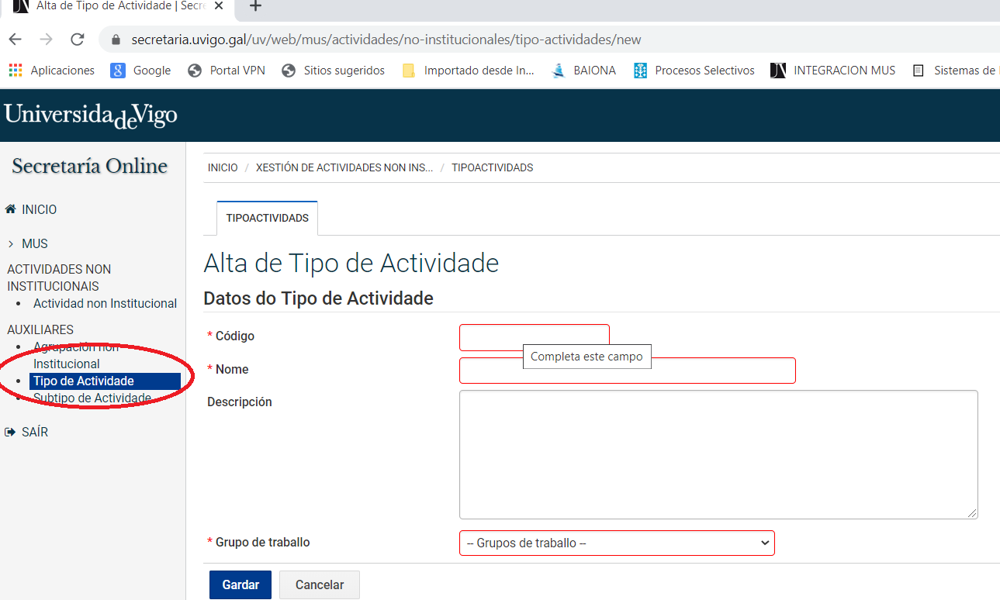 Alta de Tipo de Actividade | Secre
secretaria.uvigo.gal/uv/web/mus/actividades/no-institucionales/tipo-actividades/new
Aplicaciones Google Portal VPN Sitios sugeridos Importado desde In... BAIONA Procesos Selectivos INTEGRACION MUS Sistemas de
UniversidadeVigo
Secretaría Online
INICIO
MUS
ACTIVIDADES NON
INSTITUCIONAIS
Actividad non Institucional
AUXILIARES
Agrupación non
Institucional
Tipo de Actividade
Subtipo de Actividade
SAÍR
INICIO / XESTIÓN DE ACTIVIDADES NON INS... / TIPOACTIVIDADS
TIPOACTIVIDADS
Alta de Tipo de Actividade
Datos do Tipo de Actividade
* Código
Completa este campo
* Nome
Descripción
* Grupo de traballo
-- Grupos de traballo --
Gardar Cancelar